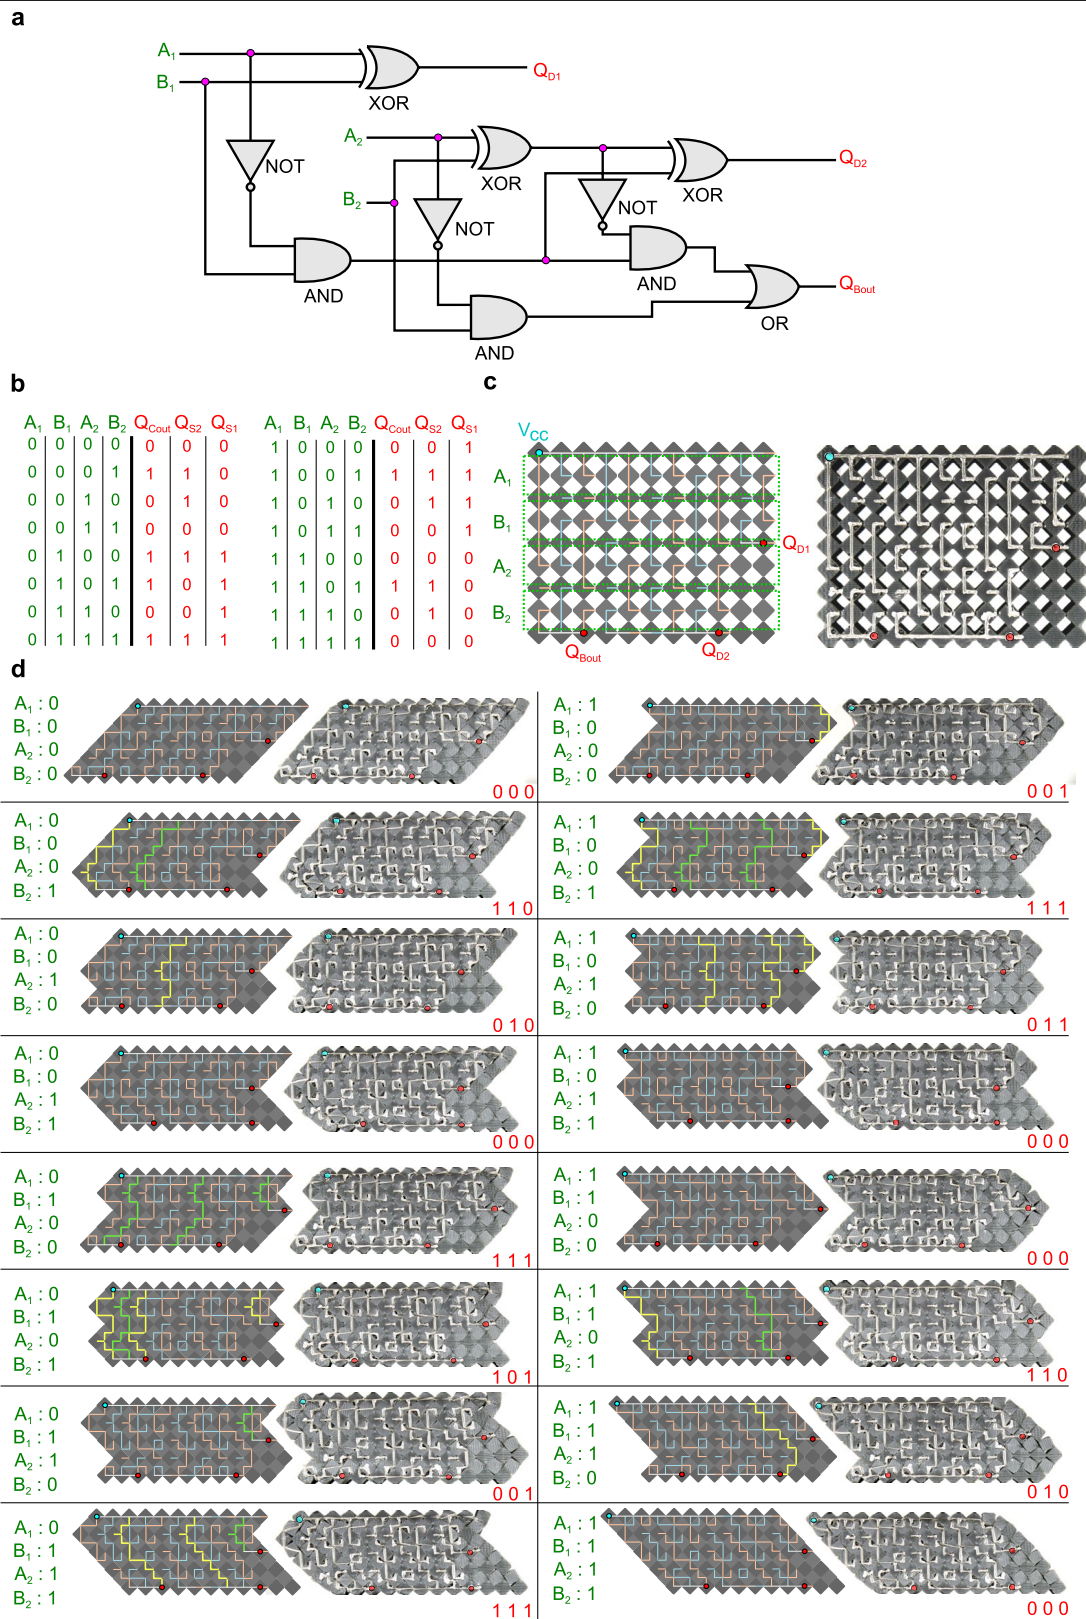 a
A1
B1
XOR
QD1
NOT
A2
B2
XOR
XOR
QD2
NOT
NOT
AND
AND
AND
OR
QBout
b
A1 B1 A2 B2 QCout QS2 QS1
0 0 0 0 0 0 0
0 0 0 1 1 1 0
0 0 1 0 0 1 0
0 0 1 1 0 0 0
0 1 0 0 1 1 1
0 1 0 1 1 0 1
0 1 1 0 0 0 1
0 1 1 1 1 1 1
A1 B1 A2 B2 QCout QS2 QS1
1 0 0 0 0 0 1
1 0 0 1 1 1 1
1 0 1 0 0 1 1
1 0 1 1 0 0 1
1 1 0 0 0 0 0
1 1 0 1 1 1 0
1 1 1 0 0 1 0
1 1 1 1 0 0 0
c
VCC
A1
B1
A2
B2
QD1
QBout
QD2
d
A1 : 0
B1 : 0
A2 : 0
B2 : 0
0 0 0
A1 : 1
B1 : 0
A2 : 0
B2 : 0
0 0 1
A1 : 0
B1 : 0
A2 : 0
B2 : 1
1 1 0
A1 : 1
B1 : 0
A2 : 0
B2 : 1
1 1 1
A1 : 0
B1 : 0
A2 : 1
B2 : 0
0 1 0
A1 : 1
B1 : 0
A2 : 1
B2 : 0
0 1 1
A1 : 0
B1 : 0
A2 : 1
B2 : 1
0 0 0
A1 : 1
B1 : 0
A2 : 1
B2 : 1
0 0 0
A1 : 0
B1 : 1
A2 : 0
B2 : 0
1 1 1
A1 : 1
B1 : 1
A2 : 0
B2 : 0
0 0 0
A1 : 0
B1 : 1
A2 : 0
B2 : 1
1 0 1
A1 : 1
B1 : 1
A2 : 0
B2 : 1
1 1 0
A1 : 0
B1 : 1
A2 : 1
B2 : 0
0 0 1
A1 : 1
B1 : 1
A2 : 1
B2 : 0
0 1 0
A1 : 0
B1 : 1
A2 : 1
B2 : 1
1 1 1
A1 : 1
B1 : 1
A2 : 1
B2 : 1
0 0 0